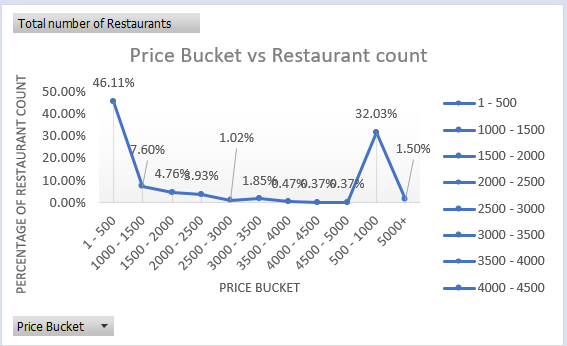 Total number of Restaurants
Price Bucket vs Restaurant count
PERCENTAGE OF RESTAURANT COUNT
50.00%
40.00%
30.00%
20.00%
10.00%
0.00%
46.11%
7.60%
4.76%
3.93%
1.02%
1.85%
0.47%
0.37%
0.37%
32.03%
1.50%
1 - 500
1000 - 1500
1500 - 2000
2000 - 2500
2500 - 3000
3000 - 3500
3500 - 4000
4000 - 4500
4500 - 5000
500 - 1000
5000+
PRICE BUCKET
1 - 500
1000 - 1500
1500 - 2000
2000 - 2500
2500 - 3000
3000 - 3500
3500 - 4000
4000 - 4500
Price Bucket